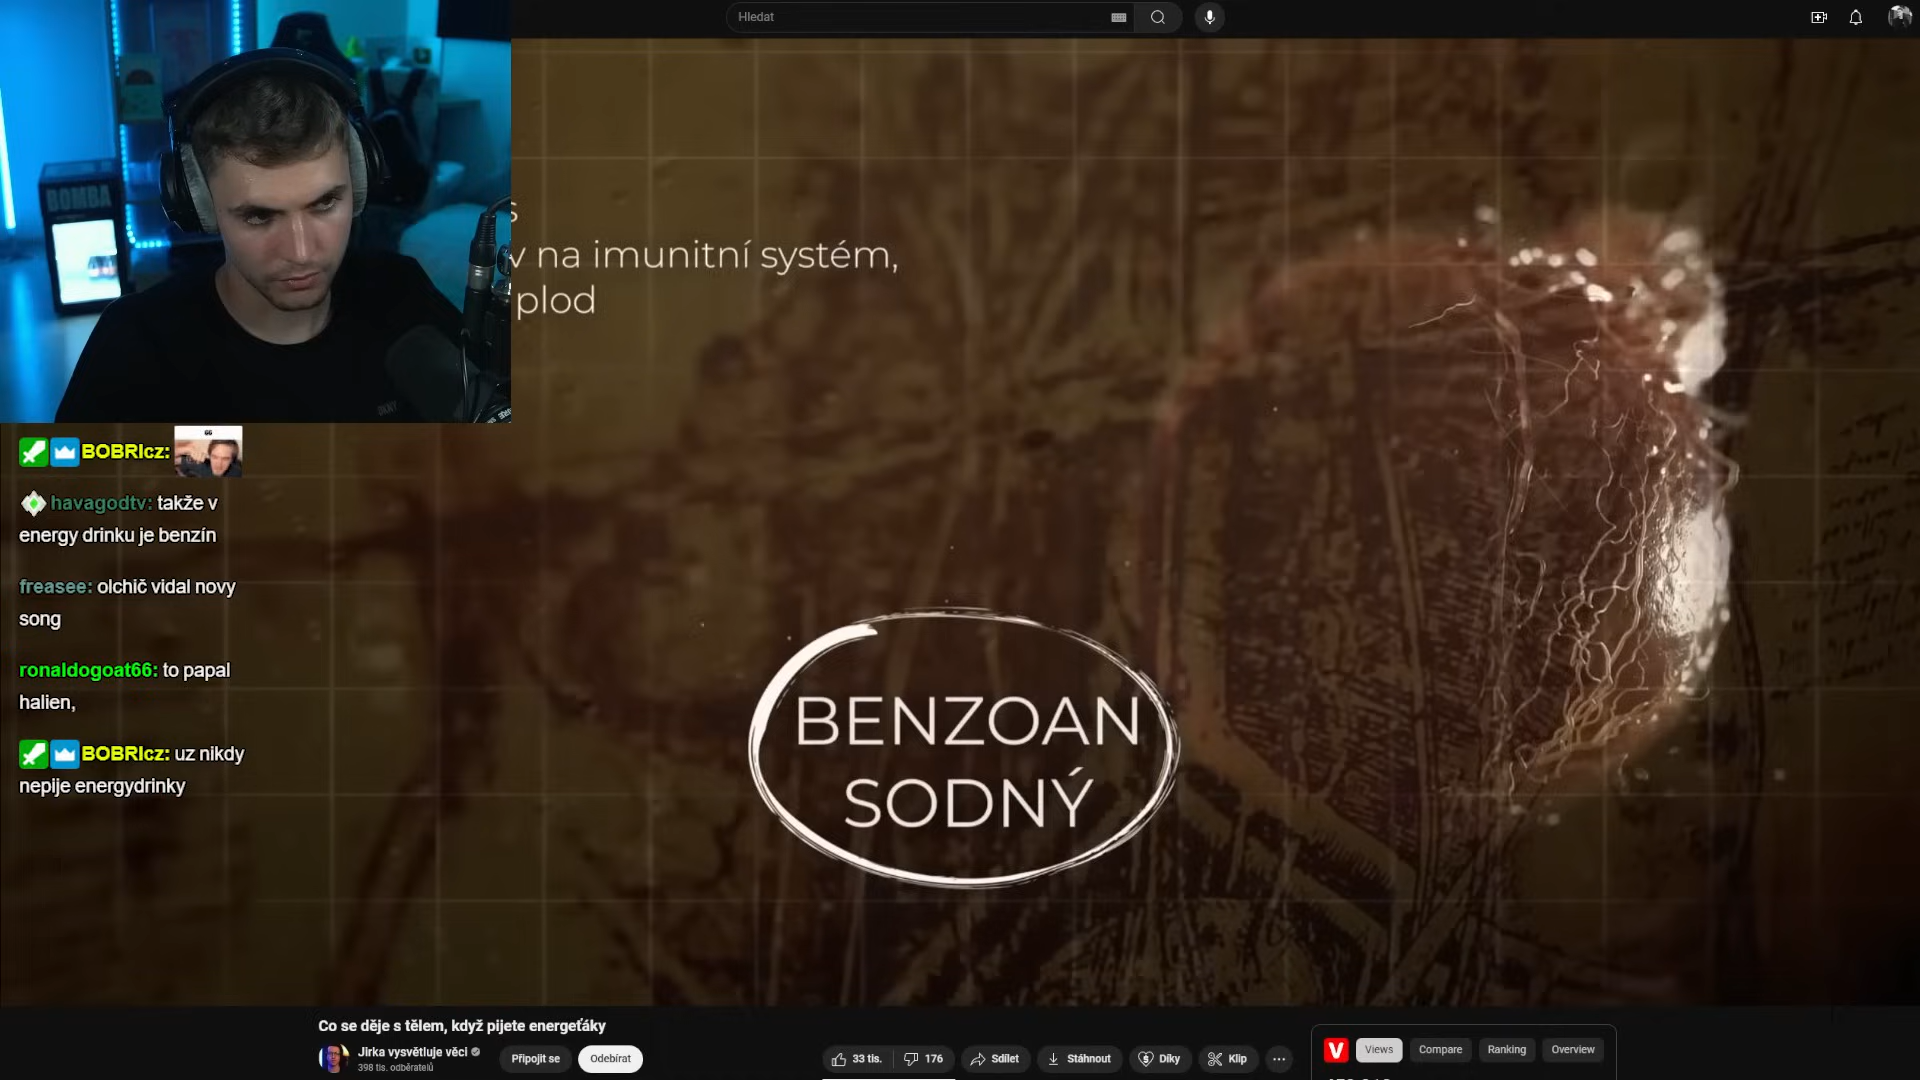 Hledat
BOMBA
s
v na imunitní systém,
plod
BOBRIcz:
66
havagodtv: takže v
energy drinku je benzín
freasee: olchič vidal novy
song
ronaldogoat66: to papal
halien,
BOBRIcz: uz nikdy
nepije energydrinky
BENZOAN
SODNÝ
Co se děje s tělem, když pijete energeťáky
Jirka vysvětluje věci
398 tis. odběratelů
Připojit se
Odebírat
33 tis.
176
Sdílet
Stáhnout
Díky
Klip
Views
Compare
Ranking
Overview